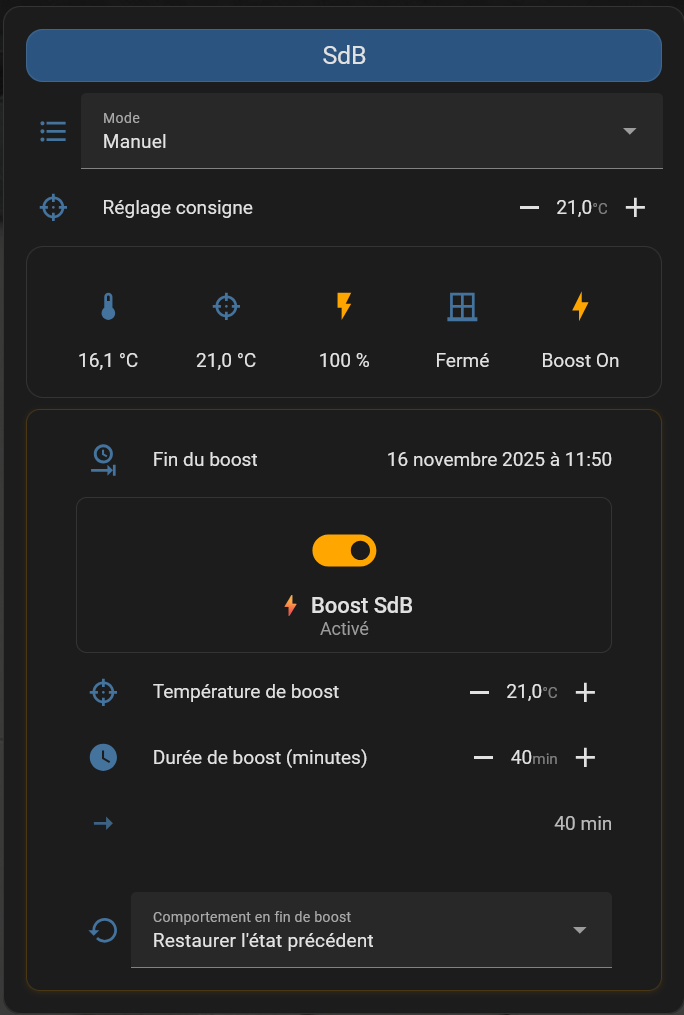 SdB
Mode
Manuel
Réglage consigne
21,0°C
16,1 °C
21,0 °C
100 %
Fermé
Boost On
Fin du boost
16 novembre 2025 à 11:50
Boost SdB
Activé
Température de boost
21,0°C
Durée de boost (minutes)
40min
40 min
Comportement en fin de boost
Restaurer l'état précédent